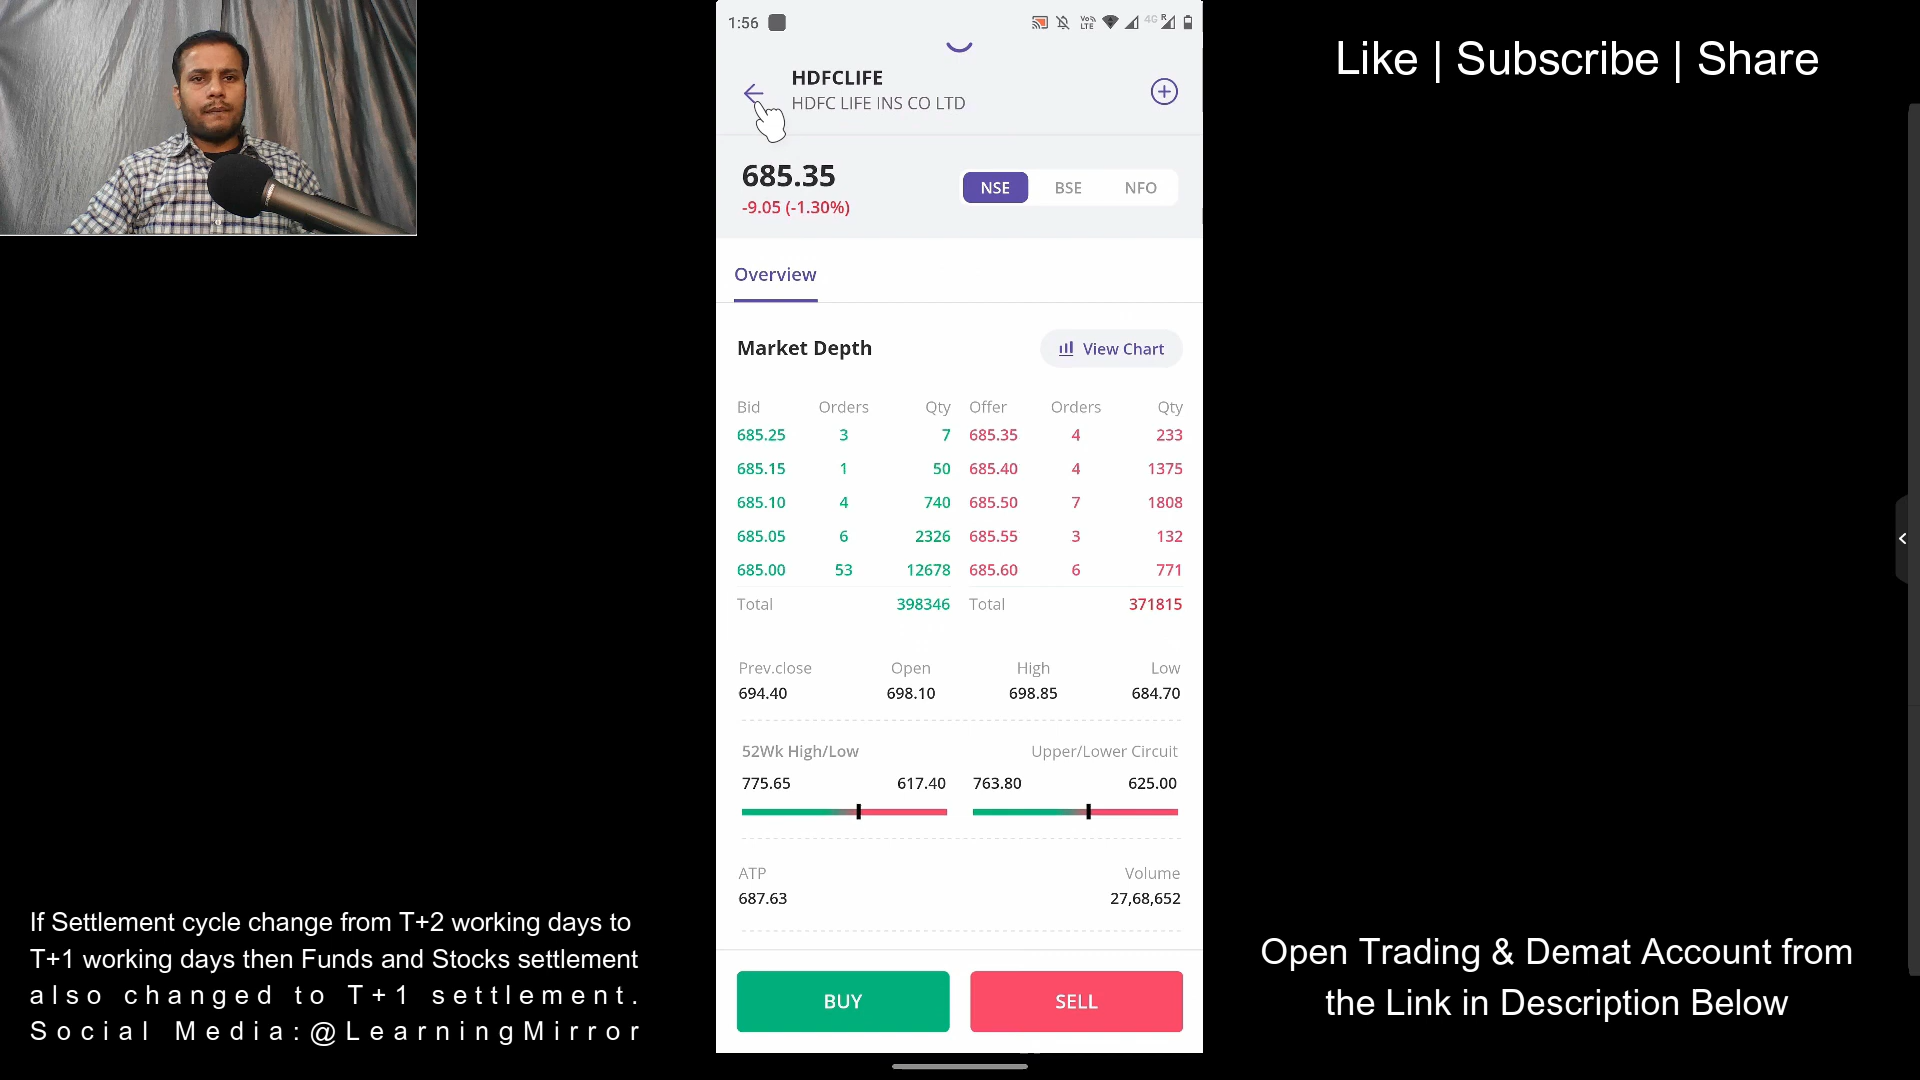 1:56
Vo))
LTE
4G
R
Like | Subscribe | Share
HDFCLIFE
HDFC LIFE INS CO LTD
685.35
-9.05 (-1.30%)
NSE BSE NFO
Overview
Market Depth
View Chart
Bid Orders Qty Offer Orders Qty
685.25 3 7 685.35 4 233
685.15 1 50 685.40 4 1375
685.10 4 740 685.50 7 1808
685.05 6 2326 685.55 3 132
685.00 53 12678 685.60 6 771
Total 398346 Total 371815
Prev.close Open High Low
694.40 698.10 698.85 684.70
52Wk High/Low Upper/Lower Circuit
775.65 617.40 763.80 625.00
ATP Volume
687.63 27,68,652
BUY SELL
If Settlement cycle change from T+2 working days to
T+1 working days then Funds and Stocks settlement
also changed to T+1 settlement.
Social Media:@LearningMirror
Open Trading & Demat Account from
the Link in Description Below